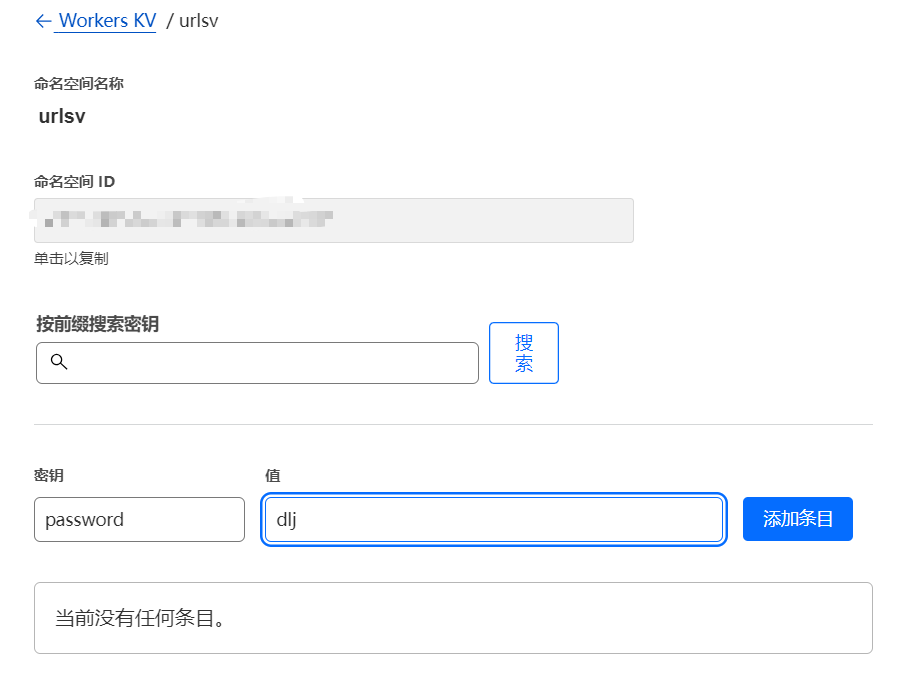 ← Workers KV / urlsv
命名空间名称
urlsv
命名空间 ID
单击以复制
按前缀搜索密钥
搜
索
密钥 值
password dlj 添加条目
当前没有任何条目。